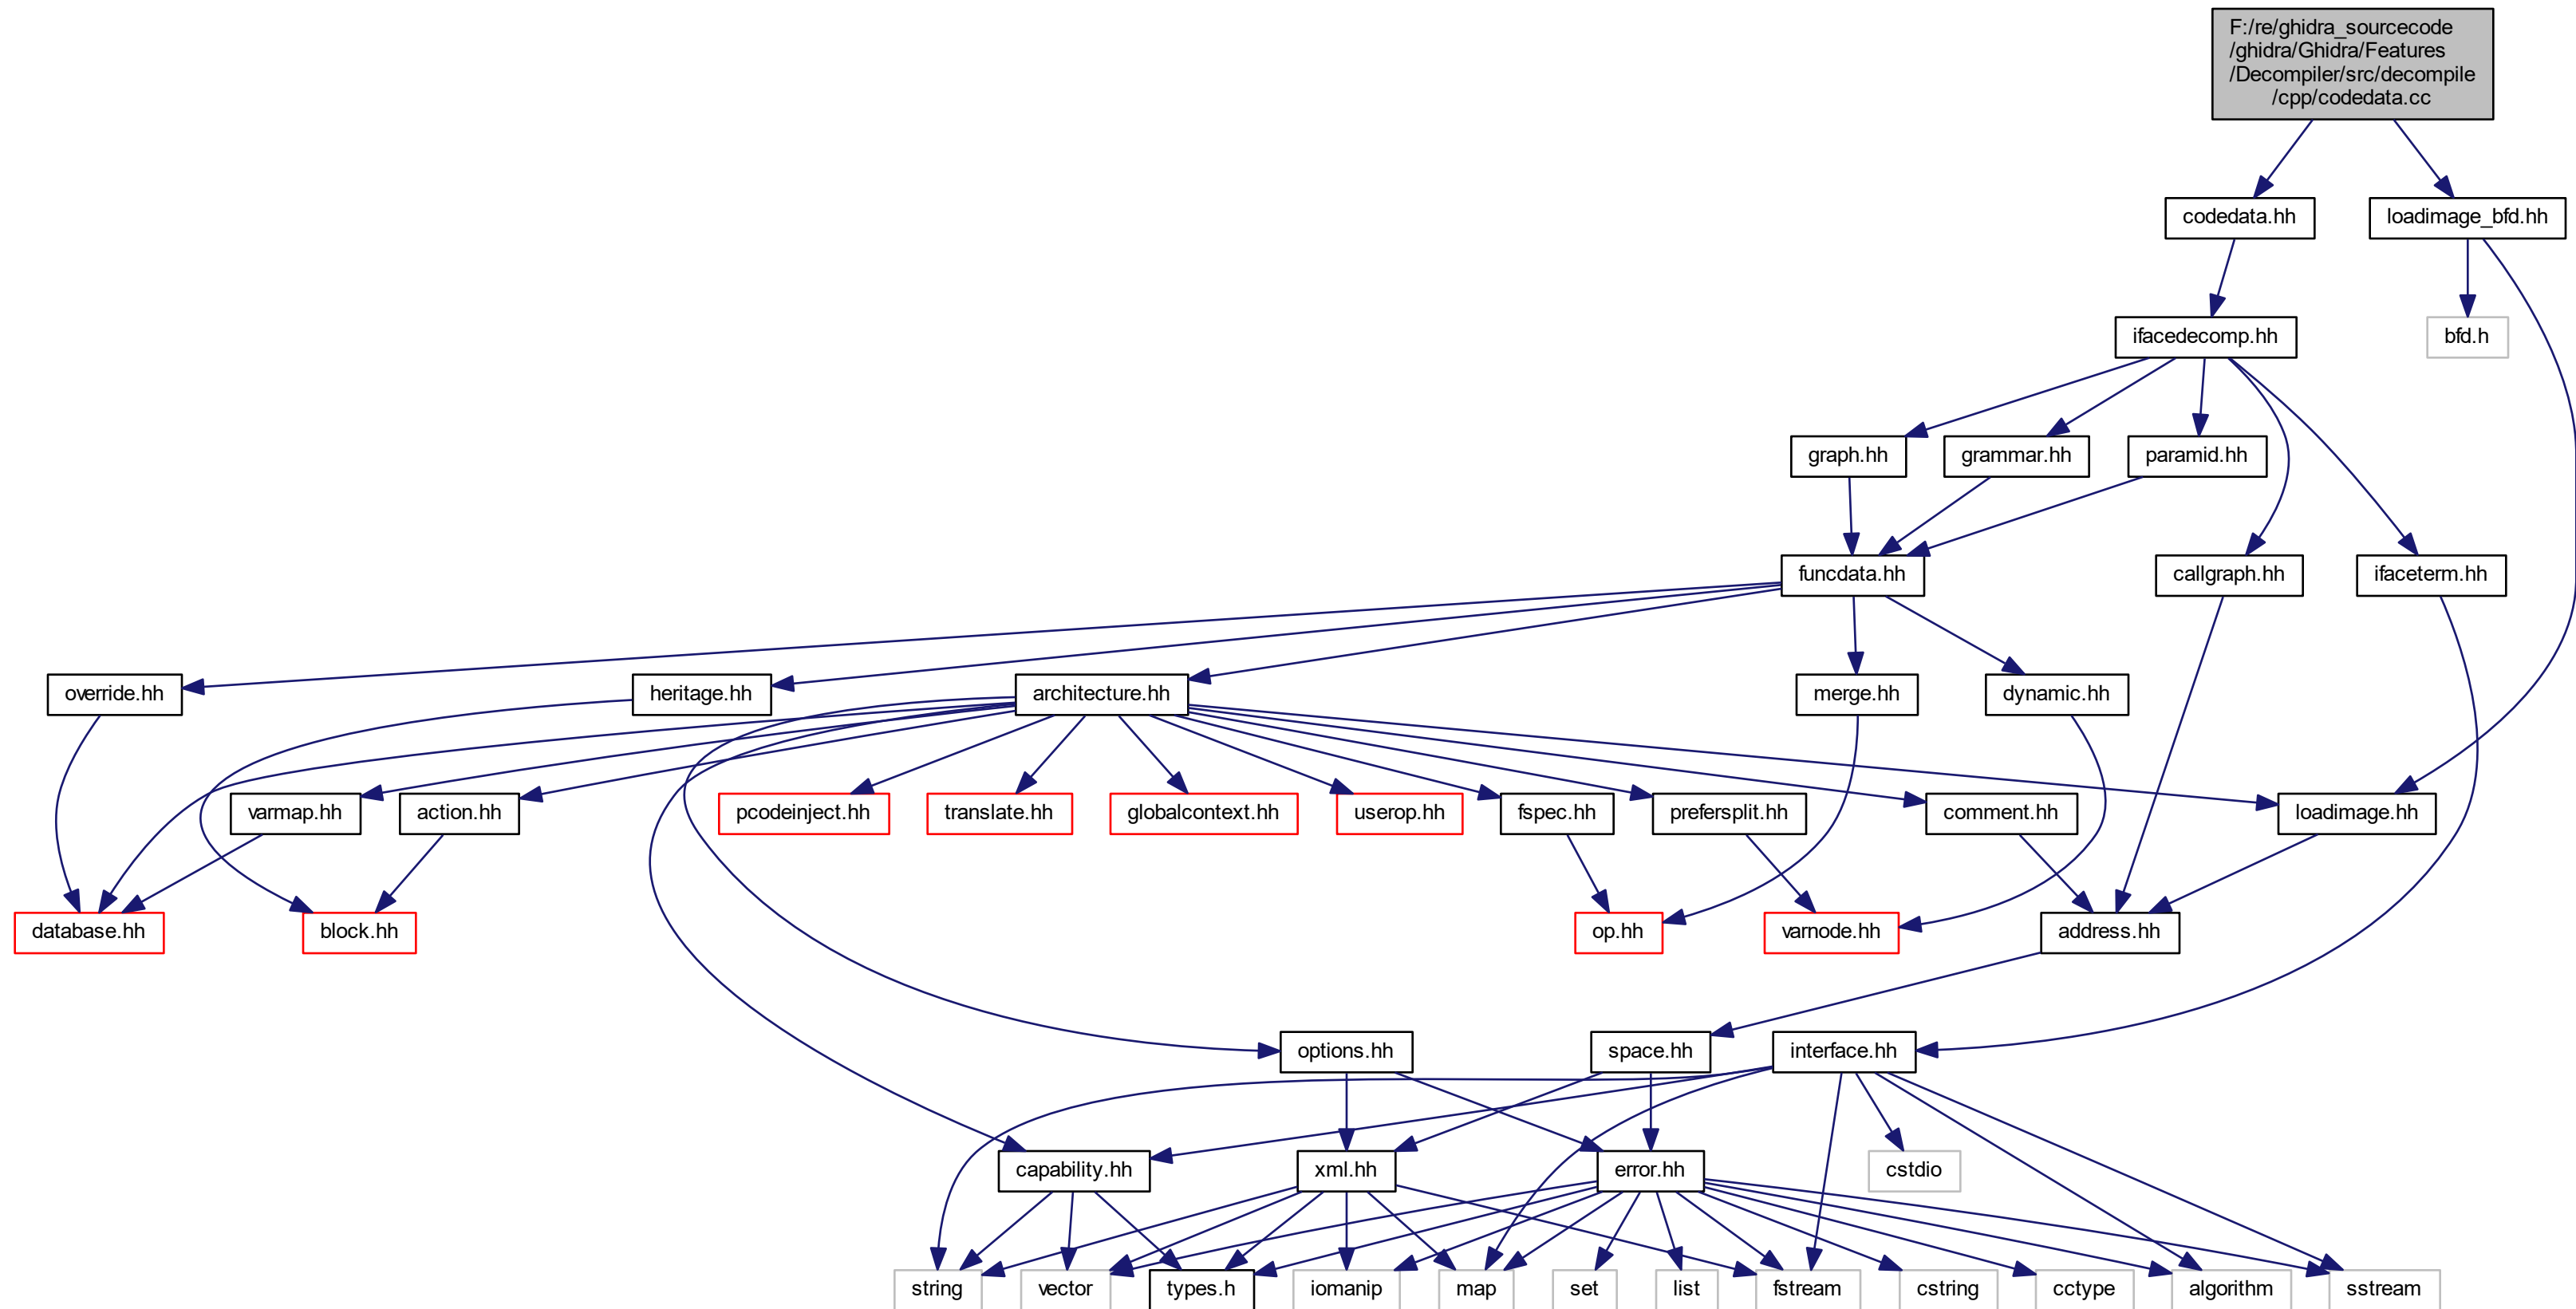 F:/re/ghidra_sourcecode
/ghidra/Ghidra/Features
/Decompiler/src/decompile
/cpp/codedata.cc
codedata.hh
loadimage_bfd.hh
ifacedecomp.hh
bfd.h
graph.hh
grammar.hh
paramid.hh
funcdata.hh
callgraph.hh
ifaceterm.hh
override.hh
heritage.hh
architecture.hh
merge.hh
dynamic.hh
varmap.hh
action.hh
pcodeinject.hh
translate.hh
globalcontext.hh
userop.hh
fspec.hh
prefersplit.hh
comment.hh
loadimage.hh
database.hh
block.hh
op.hh
varnode.hh
address.hh
options.hh
space.hh
interface.hh
capability.hh
xml.hh
error.hh
cstdio
string
vector
types.h
iomanip
map
set
list
fstream
cstring
cctype
algorithm
sstream